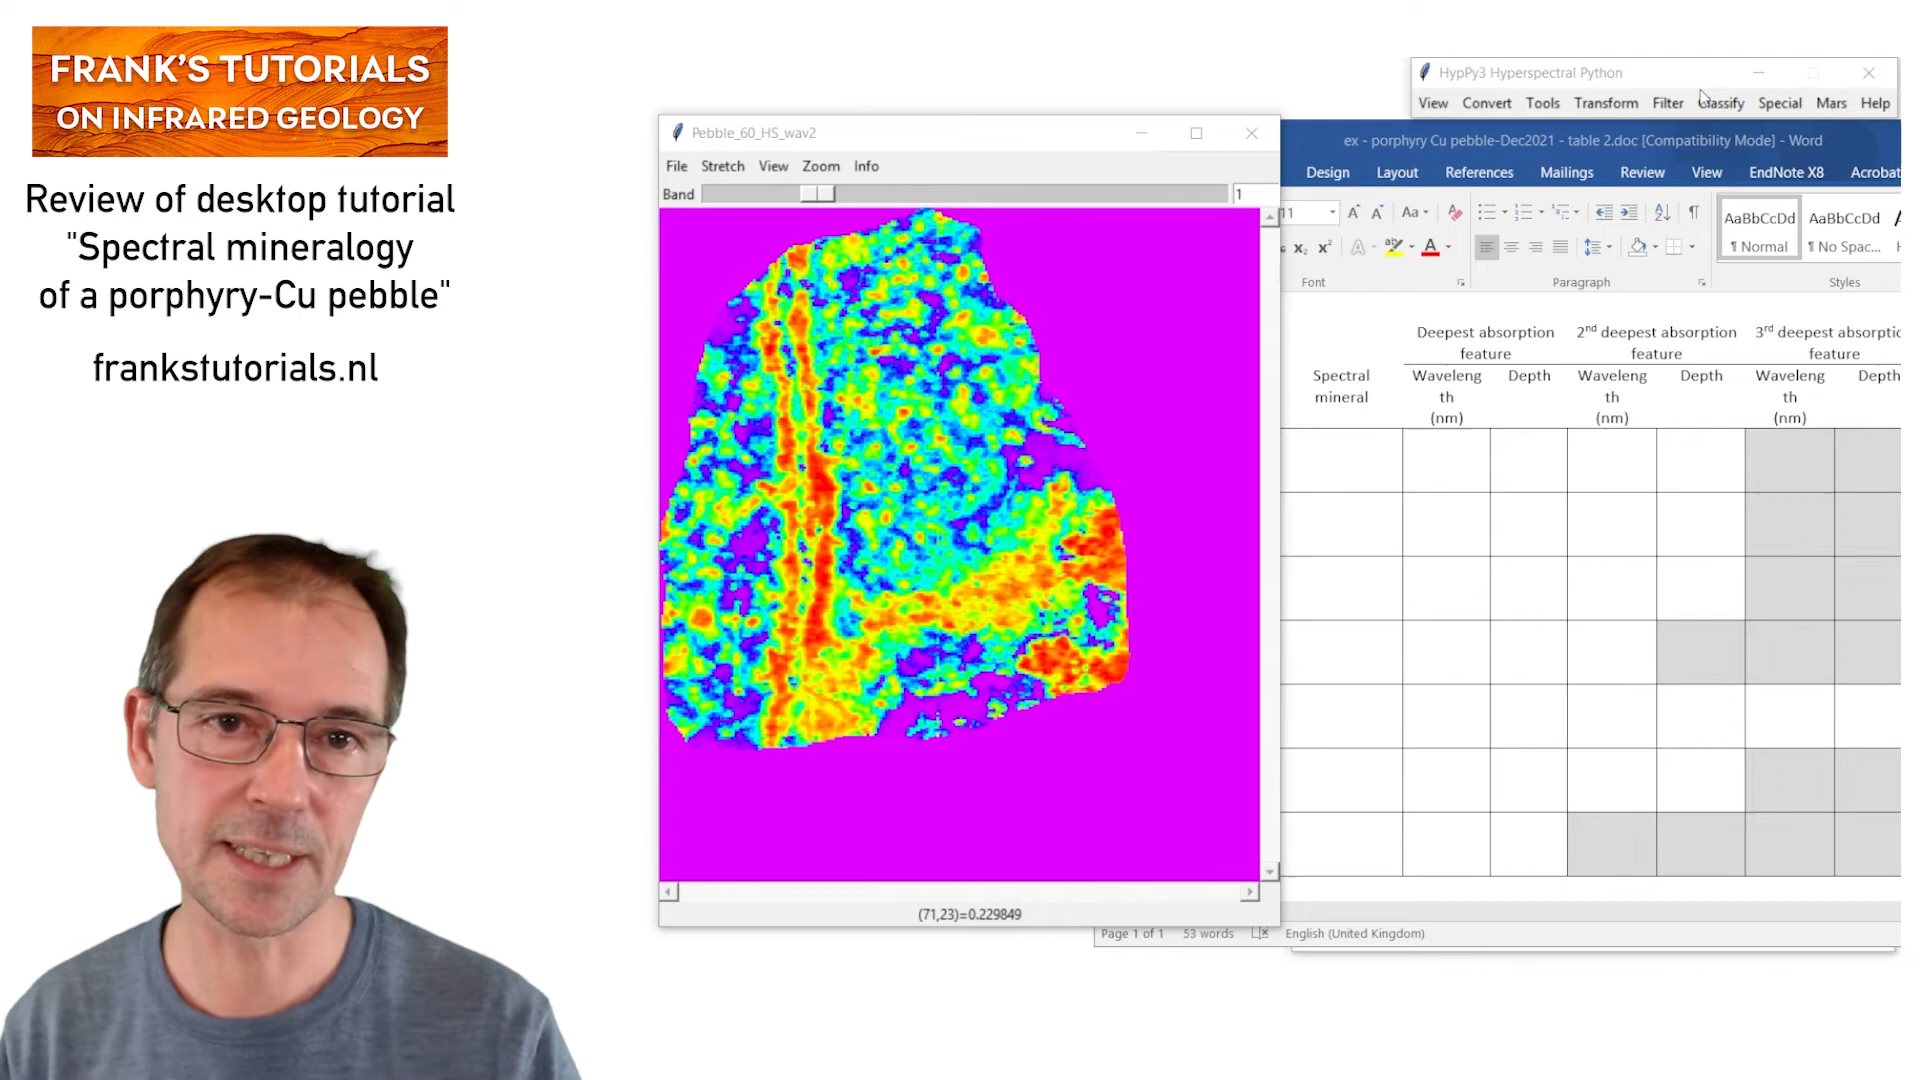 FRANK'S TUTORIALS
ON INFRARED GEOLOGY
Review of desktop tutorial
"Spectral mineralogy
of a porphyry-Cu pebble"
frankstutorials.nl
Pebble_60_HS_wav2
File Stretch View Zoom Info
Band 1
(71,23)=0.229849
HypPy3 Hyperspectral Python
View Convert Tools Transform Filter Classify Special Mars Help
ex - porphyry Cu pebble-Dec2021 - table 2.doc [Compatibility Mode] - Word
Design Layout References Mailings Review View EndNote X8 Acrobat
11 Aa
x₂ x² A A
AaBbCcDd AaBbCcDd
¶ Normal ¶ No Spac...
Font Paragraph Styles
Deepest absorption 2nd deepest absorption 3rd deepest absorptio
feature feature feature
Spectral Waveleng Depth Waveleng Depth Waveleng Depth
mineral th th th
(nm) (nm) (nm)
Page 1 of 1 53 words English (United Kingdom)